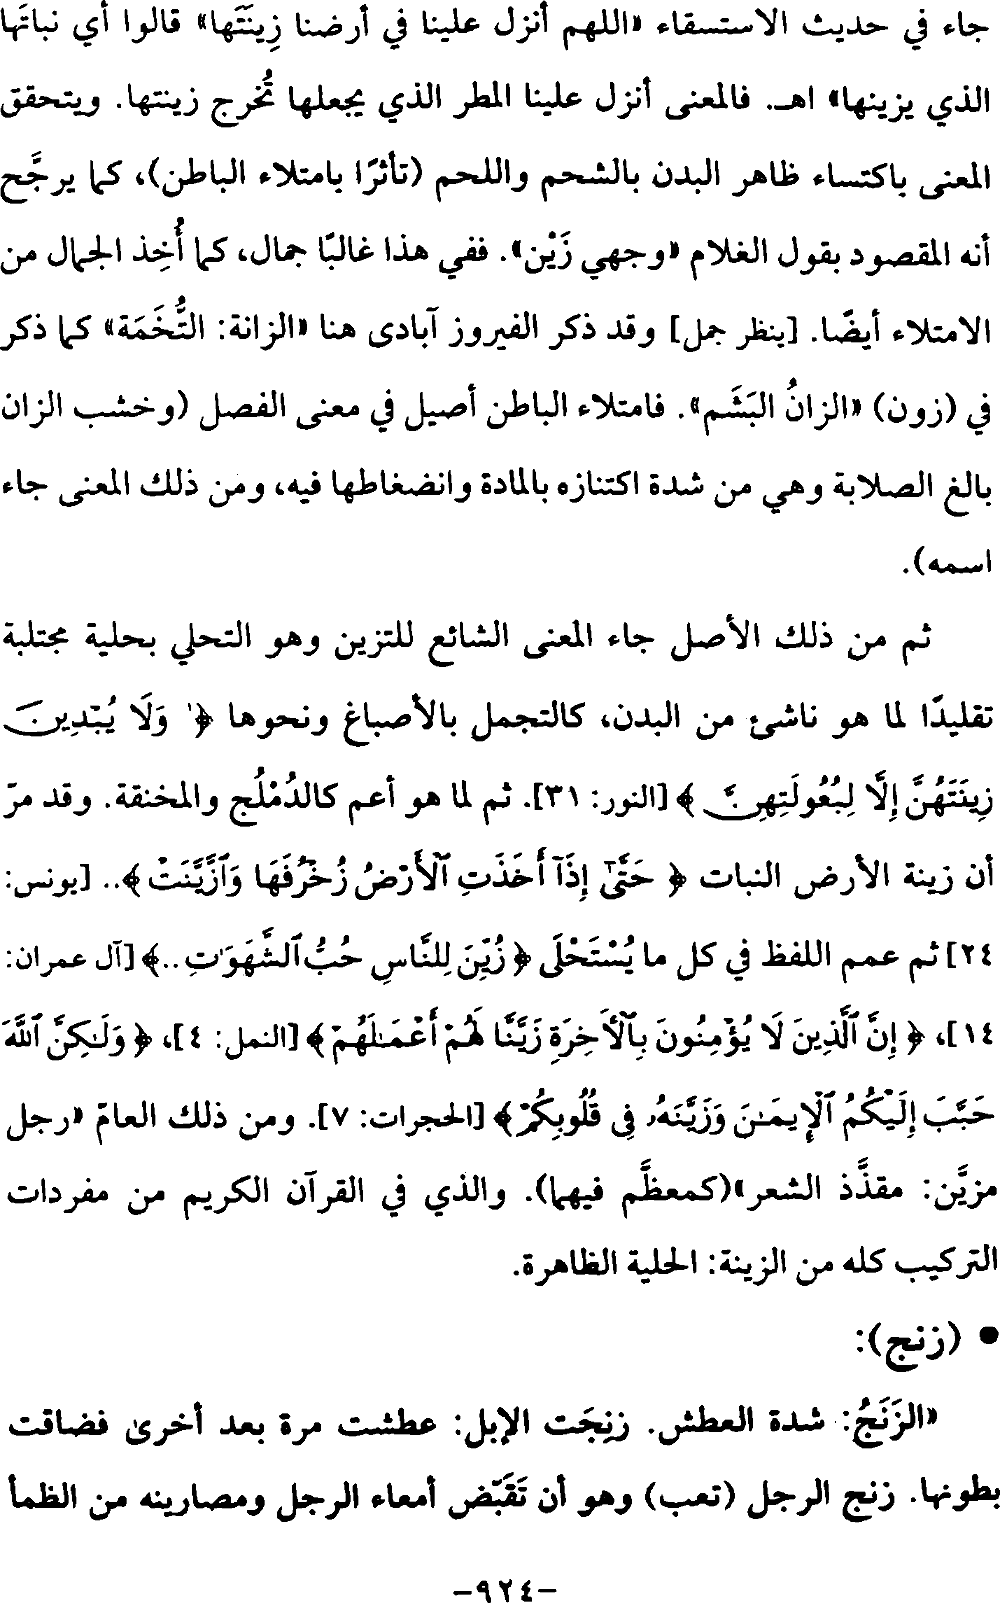 جاء في حديث الاستسقاء «اللهم أنزل علينا في أرضنا زِينَتَها» قالوا أي نباتَها
الذي يزينها» اهـ. فالمعنى أنزل علينا المطر الذي يجعلها تُخرج زينتها. ويتحقق
المعنى باكتساء ظاهر البدن بالشحم واللحم (تأثرًا بامتلاء الباطن)، كما يرجَّح
أنه المقصود بقول الغلام «وجهي زَيْن». ففي هذا غالبًا جمال، كما أُخِذ الجمال من
الامتلاء أيضًا. [ينظر جمل] وقد ذكر الفيروز آبادى هنا «الزانة: التُّخَمَة» كما ذكر
في (زون) «الزانُ البَشَم». فامتلاء الباطن أصيل في معنى الفصل (وخشب الزان
بالغ الصلابة وهي من شدة اكتنازه بالمادة وانضغاطها فيه، ومن ذلك المعنى جاء
اسمه).
ثم من ذلك الأصل جاء المعنى الشائع للتزين وهو التحلي بحلية مجتلبة
تقليدًا لما هو ناشئ من البدن، كالتجمل بالأصباغ ونحوها ﴿ وَلَا يُبْدِينَ
زِينَتَهُنَّ إِلَّا لِبُعُولَتِهِنَّ ﴾ [النور: ٣١]. ثم لما هو أعم كالدُمْلُج والمخنقة. وقد مرّ
أن زينة الأرض النبات ﴿ حَتَّىٰٓ إِذَآ أَخَذَتِ ٱلْأَرْضُ زُخْرُفَهَا وَٱزَّيَّنَتْ ﴾.. [يونس:
٢٤] ثم عمم اللفظ في كل ما يُسْتَحْلَى ﴿ زُيِّنَ لِلنَّاسِ حُبُّ ٱلشَّهَوَٰتِ ..﴾ [آل عمران:
١٤]، ﴿ إِنَّ ٱلَّذِينَ لَا يُؤْمِنُونَ بِٱلْأَخِرَةِ زَيَّنَّا لَهُمْ أَعْمَـٰلَهُمْ ﴾ [النمل: ٤]، ﴿ وَلَـٰكِنَّ ٱللَّهَ
حَبَّبَ إِلَيْكُمُ ٱلْإِيمَـٰنَ وَزَيَّنَهُۥ فِى قُلُوبِكُمْ ﴾ [الحجرات: ٧]. ومن ذلك العامّ «رجل
مزيَّن: مقذَّذ الشعر»(كمعظَّم فيهما). والذي في القرآن الكريم من مفردات
التركيب كله من الزينة: الحلية الظاهرة.
• (زنج):
«الزَنَجُ: شدة العطش. زنِجَت الإبل: عطشت مرة بعد أخرى فضاقت
بطونها. زنج الرجل (تعب) وهو أن تَقَبّض أمعاء الرجل ومصارينه من الظمأ
-٩٢٤-